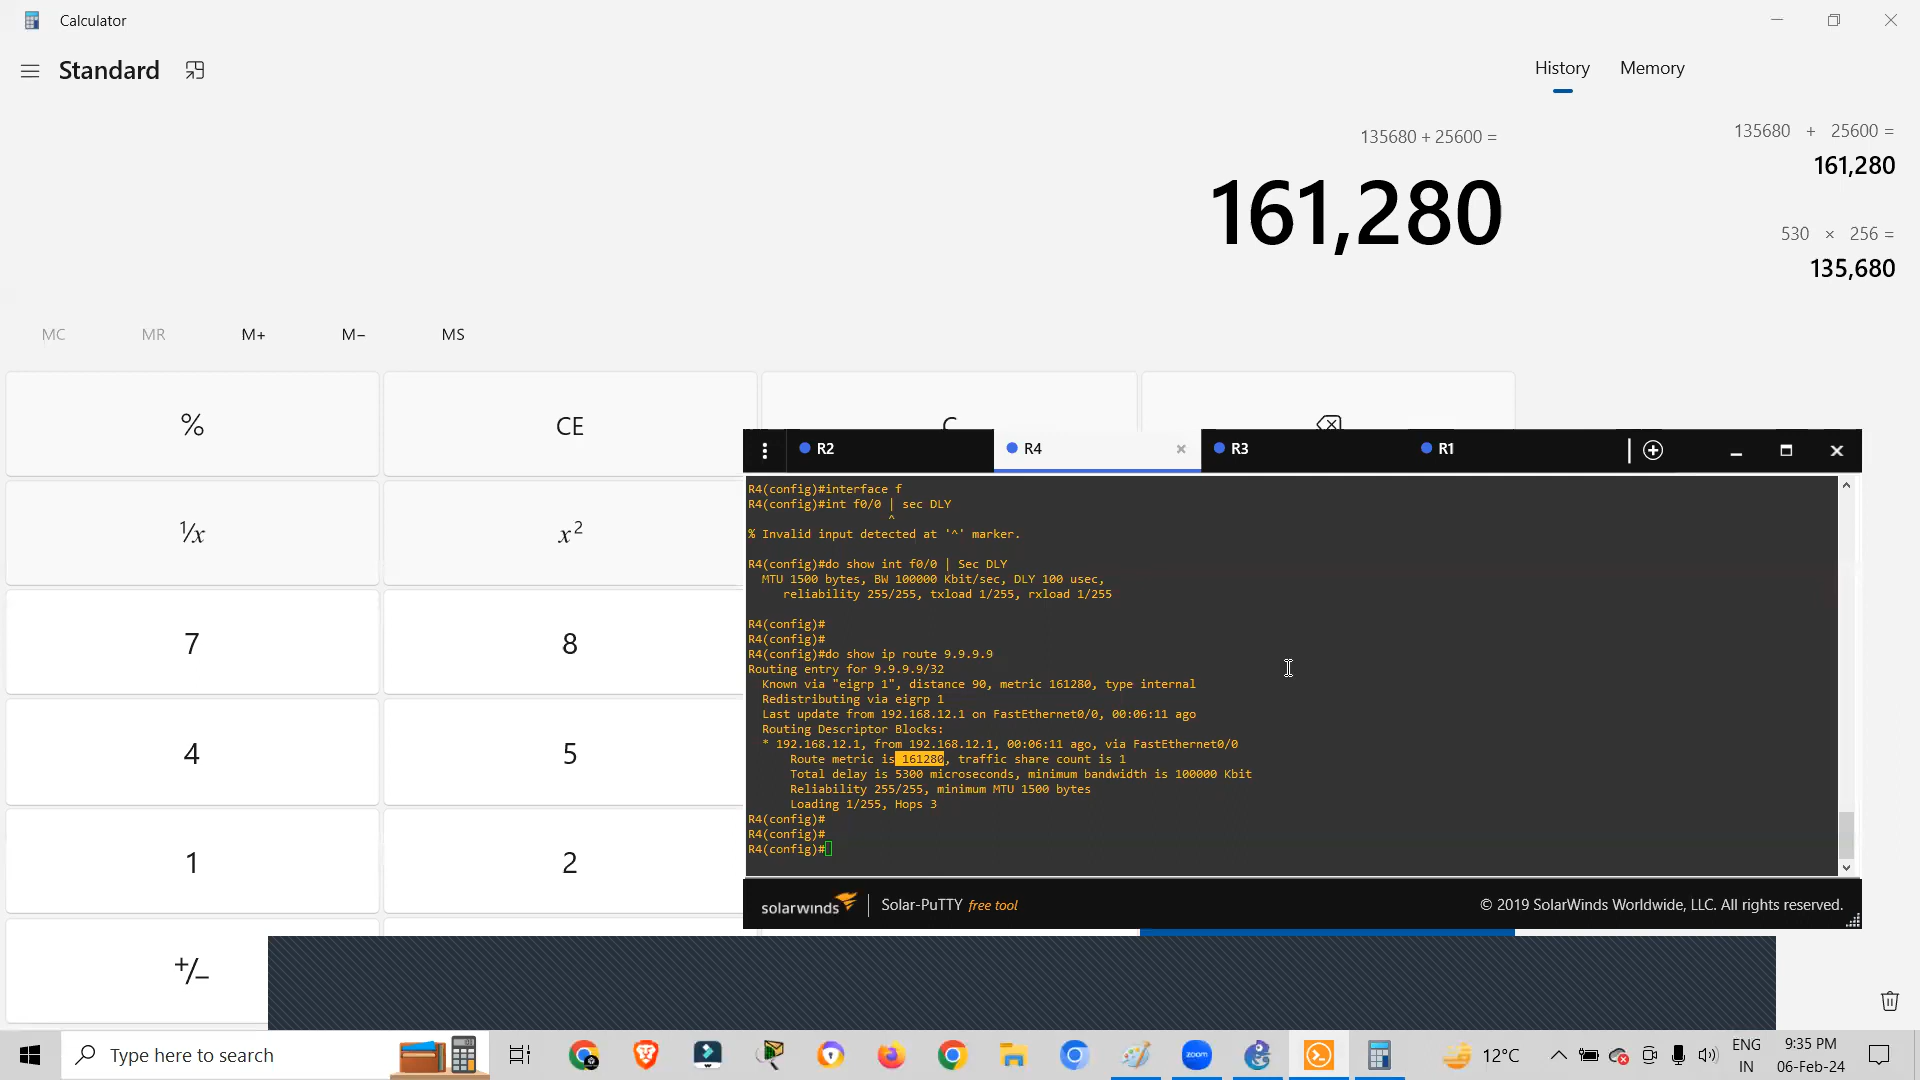 Calculator
Standard
History
Memory
135680 + 25600 =
161,280
135680 + 25600 =
161,280
530 × 256 =
135,680
MC
MR
M+
M−
MS
%
CE
C
¹/x
x²
7
8
4
5
1
2
+/−
R2
R4
R3
R1
R4(config)#interface f
R4(config)#int f0/0 | sec DLY
^
% Invalid input detected at '^' marker.
R4(config)#do show int f0/0 | Sec DLY
MTU 1500 bytes, BW 100000 Kbit/sec, DLY 100 usec,
reliability 255/255, txload 1/255, rxload 1/255
R4(config)#
R4(config)#
R4(config)#do show ip route 9.9.9.9
Routing entry for 9.9.9.9/32
Known via "eigrp 1", distance 90, metric 161280, type internal
Redistributing via eigrp 1
Last update from 192.168.12.1 on FastEthernet0/0, 00:06:11 ago
Routing Descriptor Blocks:
* 192.168.12.1, from 192.168.12.1, 00:06:11 ago, via FastEthernet0/0
Route metric is 161280, traffic share count is 1
Total delay is 5300 microseconds, minimum bandwidth is 100000 Kbit
Reliability 255/255, minimum MTU 1500 bytes
Loading 1/255, Hops 3
R4(config)#
R4(config)#
R4(config)#
solarwinds
Solar-PuTTY free tool
© 2019 SolarWinds Worldwide, LLC. All rights reserved.
Type here to search
zoom
12°C
ENG
IN
9:35 PM
06-Feb-24